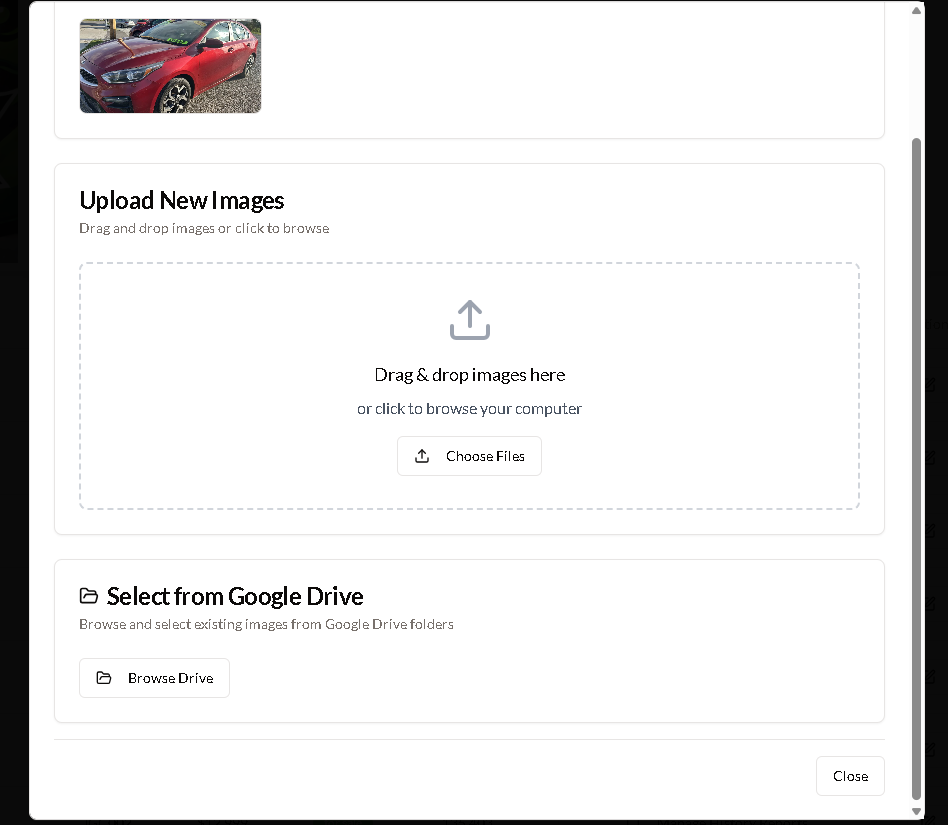 Upload New Images
Drag and drop images or click to browse
Drag & drop images here
or click to browse your computer
Choose Files
Select from Google Drive
Browse and select existing images from Google Drive folders
Browse Drive
Close